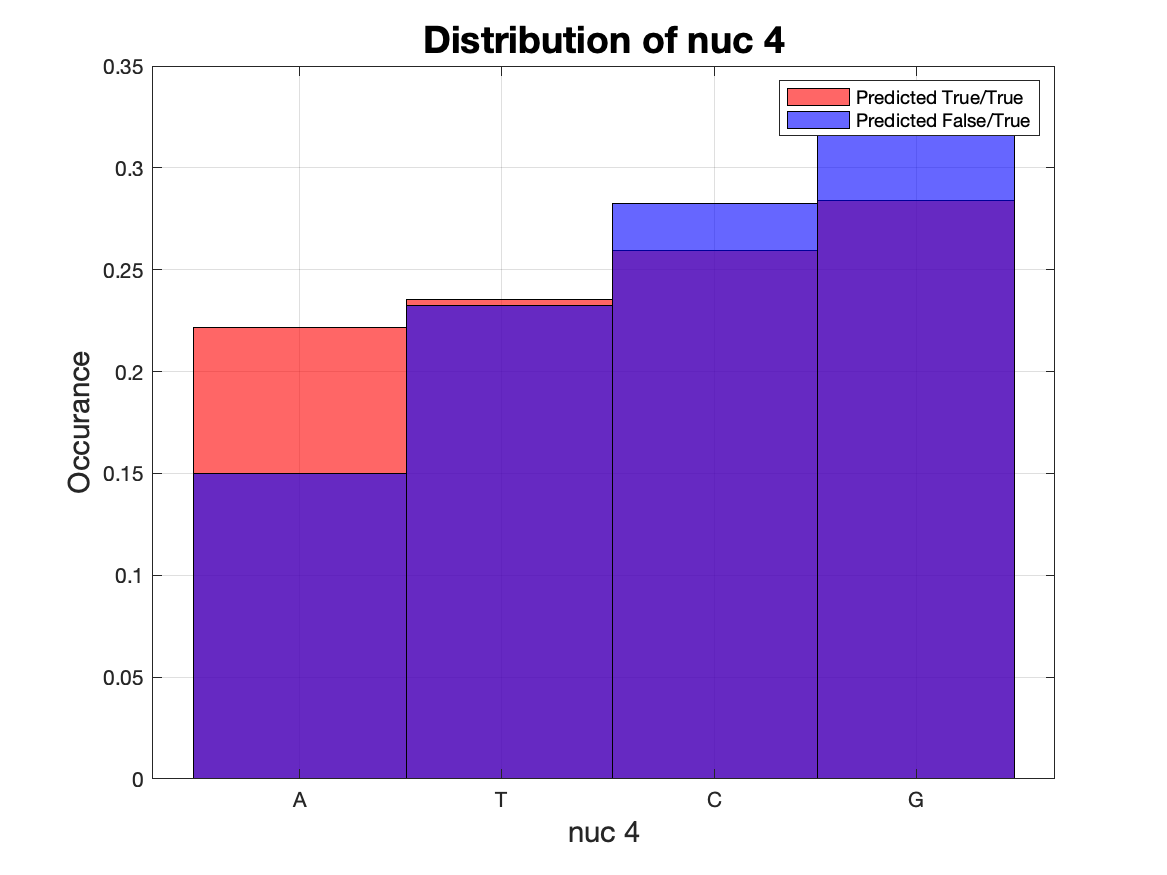 Distribution of nuc 4
0.35
0.3
0.25
0.2
0.15
0.1
0.05
0
Occurance
Predicted True/True
Predicted False/True
A T C G
nuc 4